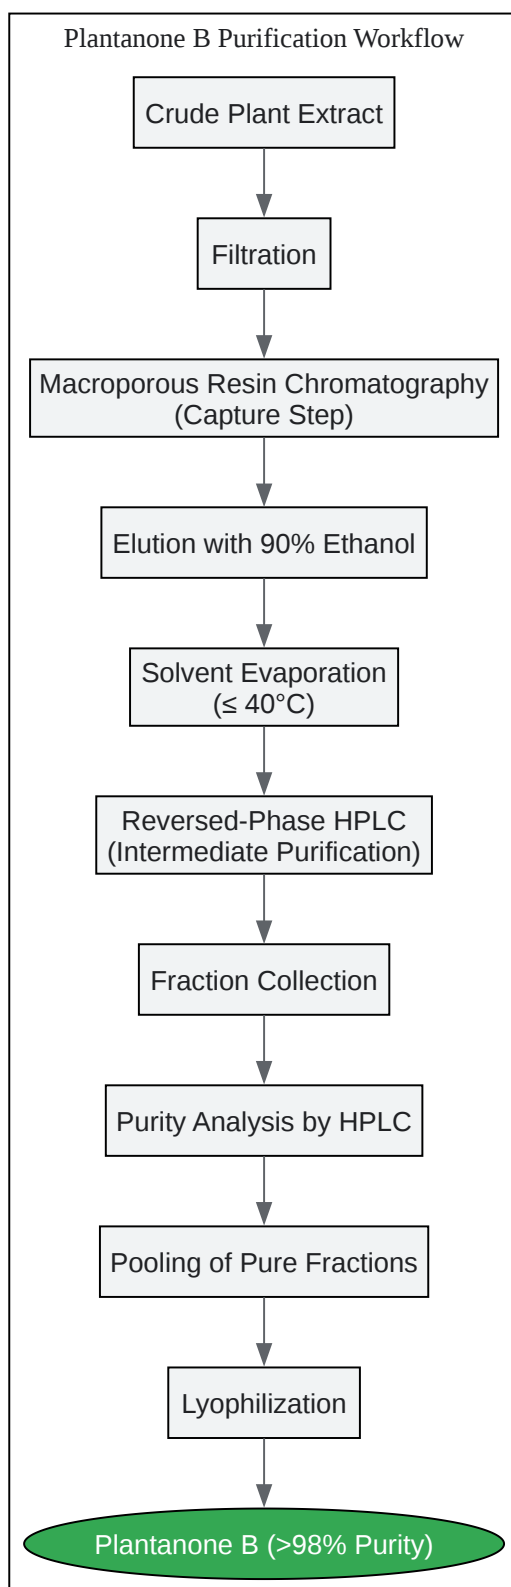 Plantanone B Purification Workflow
Crude Plant Extract
Filtration
Macroporous Resin Chromatography
(Capture Step)
Elution with 90% Ethanol
Solvent Evaporation
(≤ 40°C)
Reversed-Phase HPLC
(Intermediate Purification)
Fraction Collection
Purity Analysis by HPLC
Pooling of Pure Fractions
Lyophilization
Plantanone B (>98% Purity)